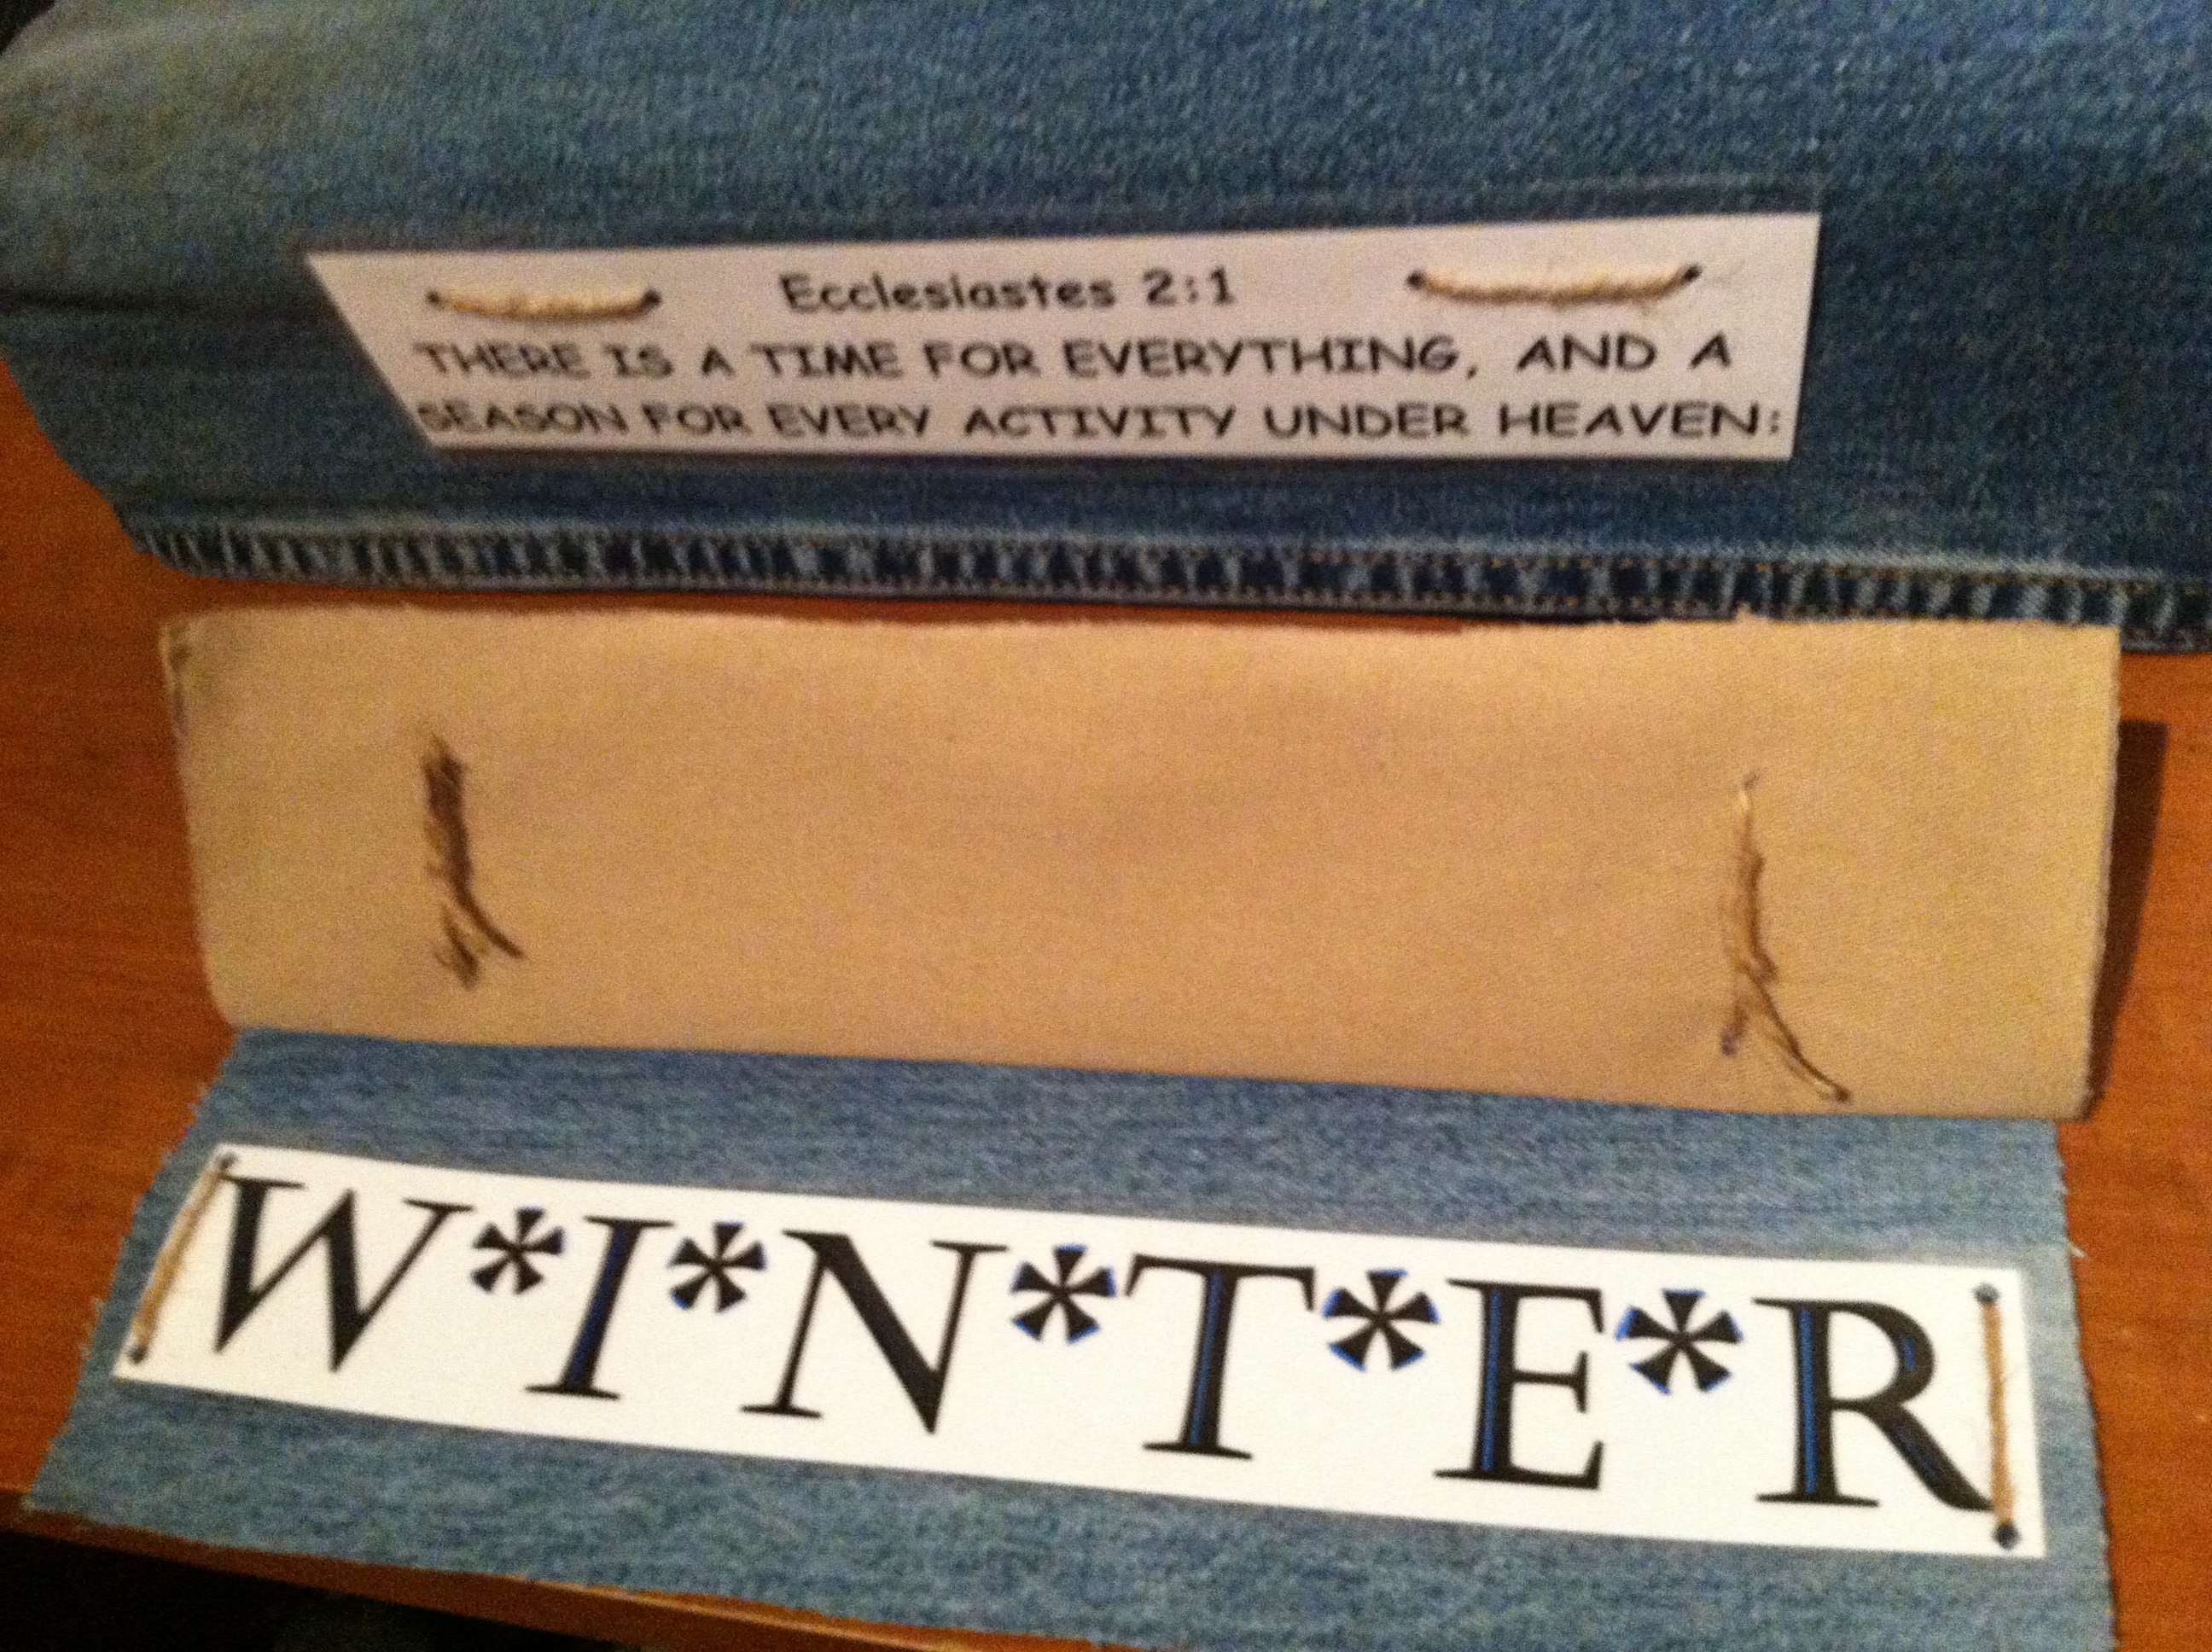 Ecclesiastes 2:1
THERE IS A TIME FOR EVERYTHING, AND A
SEASON FOR EVERY ACTIVITY UNDER HEAVEN:
W*I*N*T*E*R